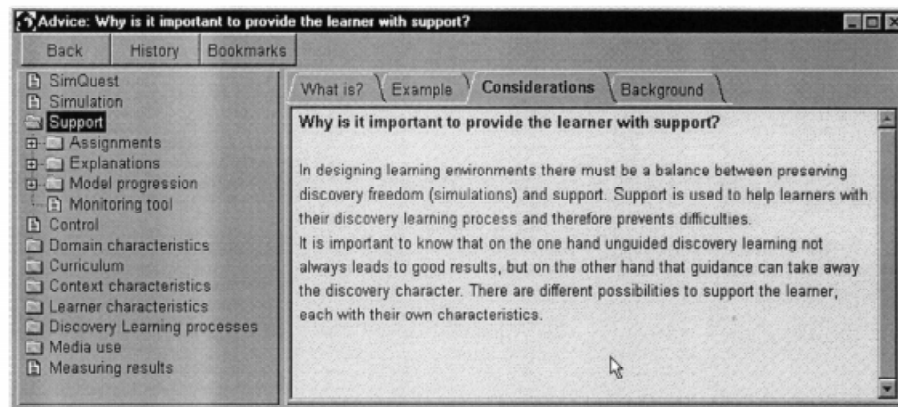 Advice: Why is it important to provide the learner with support?
Back History Bookmarks
SimQuest
Simulation
Support
Assignments
Explanations
Model progression
Monitoring tool
Control
Domain characteristics
Curriculum
Context characteristics
Learner characteristics
Discovery Learning processes
Media use
Measuring results
What is? Example Considerations Background
Why is it important to provide the learner with support?
In designing learning environments there must be a balance between preserving
discovery freedom (simulations) and support. Support is used to help learners with
their discovery learning process and therefore prevents difficulties.
It is important to know that on the one hand unguided discovery learning not
always leads to good results, but on the other hand that guidance can take away
the discovery character. There are different possibilities to support the learner,
each with their own characteristics.